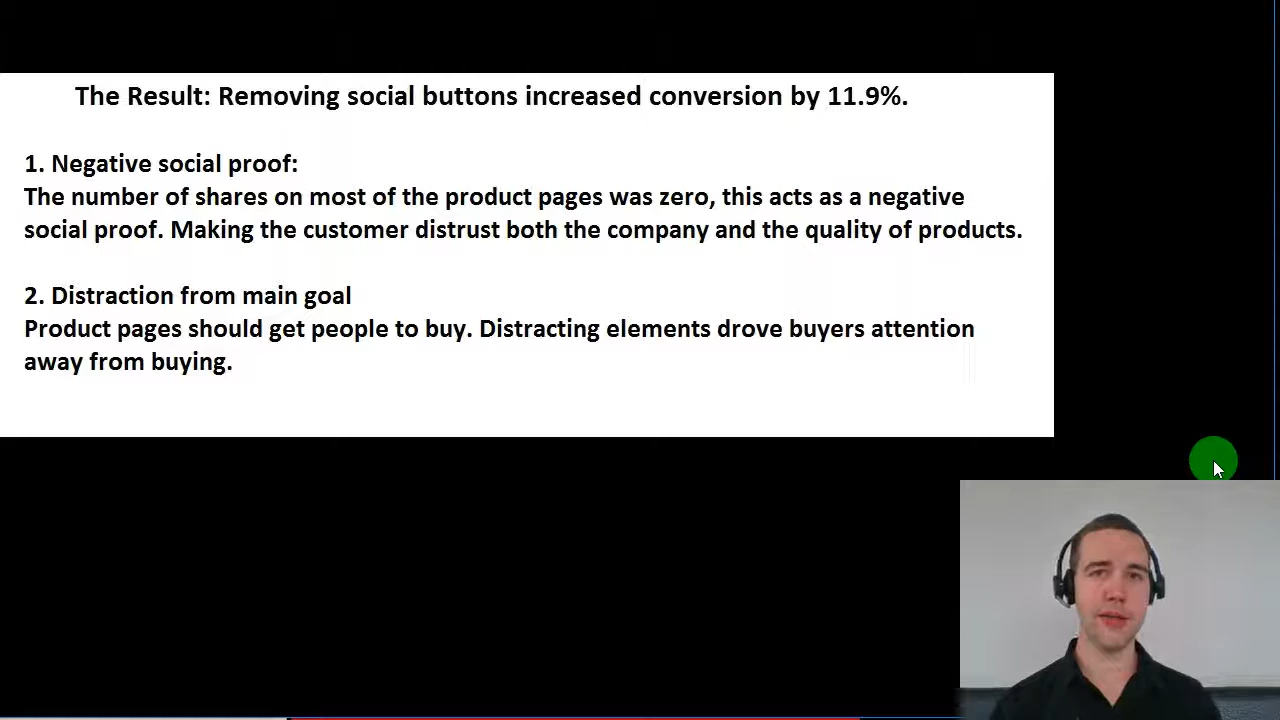 The Result: Removing social buttons increased conversion by 11.9%.
1. Negative social proof:
The number of shares on most of the product pages was zero, this acts as a negative
social proof. Making the customer distrust both the company and the quality of products.
2. Distraction from main goal
Product pages should get people to buy. Distracting elements drove buyers attention
away from buying.